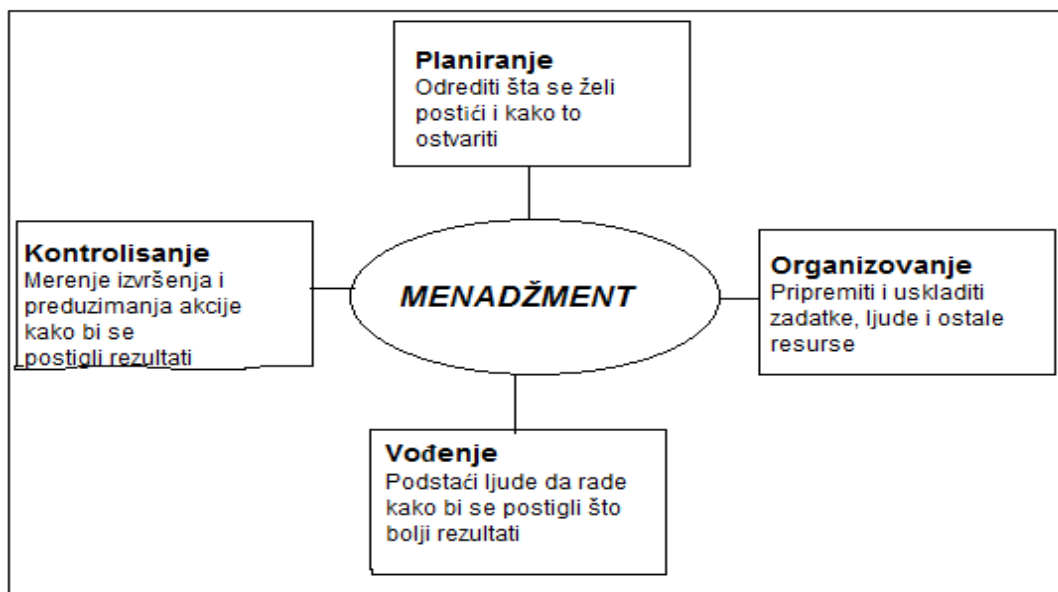 Planiranje
Odrediti šta se želi
postići i kako to
ostvariti
Kontrolisanje
Merenje izvršenja i
preduzimanja akcije
kako bi se
postigli rezultati
MENADŽMENT
Organizovanje
Pripremiti i uskladiti
zadatke, ljude i ostale
resurse
Vođenje
Podstaći ljude da rade
kako bi se postigli što
bolji rezultati